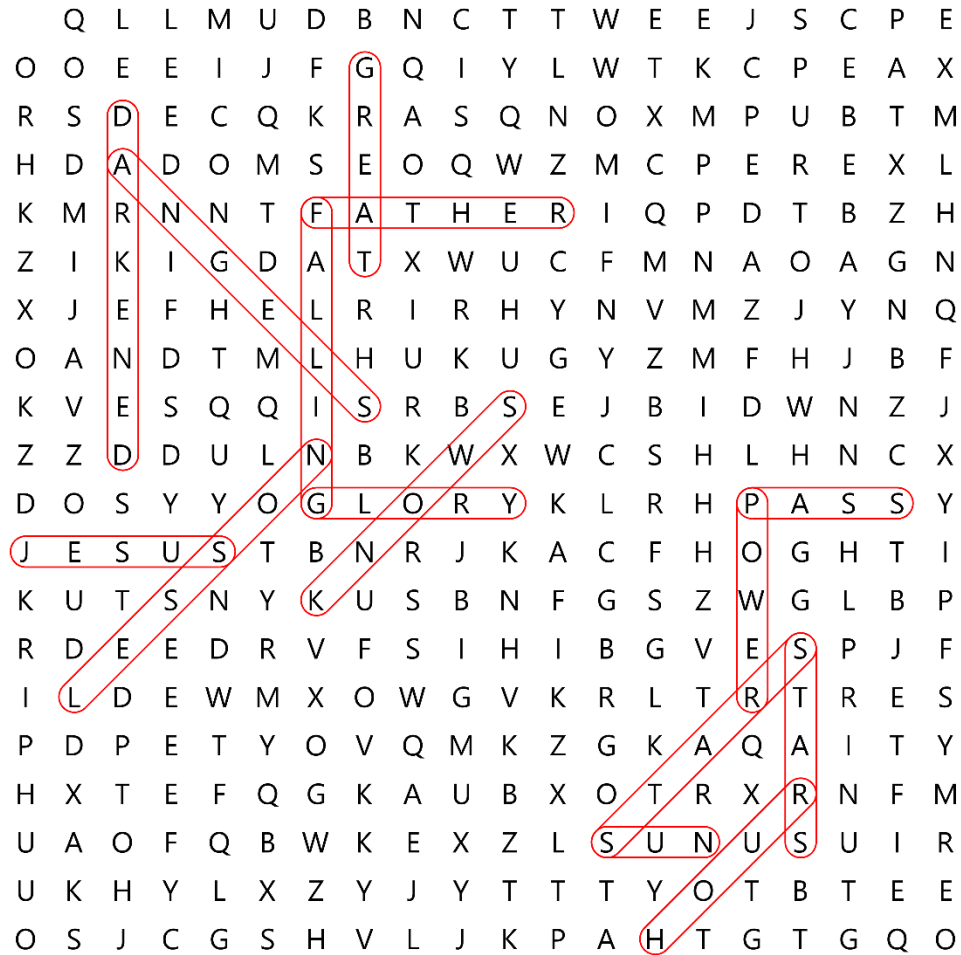 Q L L M U D B N C T T W E E J S C P E
O O E E I J F G Q I Y L W T K C P E A X
R S D E C Q K R A S Q N O X M P U B T M
H D A D O M S E O Q W Z M C P E R E X L
K M R N N T F A T H E R I Q P D T B Z H
Z I K I G D A T X W U C F M N A O A G N
X J E F H E L R I R H Y N V M Z J Y N Q
O A N D T M L H U K U G Y Z M F H J B F
K V E S Q Q I S R B S E J B I D W N Z J
Z Z D D U L N B K W X W C S H L H N C X
D O S Y Y O G L O R Y K L R H P A S S Y
J E S U S T B N R J K A C F H O G H T I
K U T S N Y K U S B N F G S Z W G L B P
R D E E D R V F S I H I B G V E S P J F
I L D E W M X O W G V K R L T R T R E S
P D P E T Y O V Q M K Z G K A Q A I T Y
H X T E F Q G K A U B X O T R X R N F M
U A O F Q B W K E X Z L S U N U S U I R
U K H Y L X Z Y J Y T T T Y O T B T E E
O S J C G S H V L J K P A H T G T G Q O